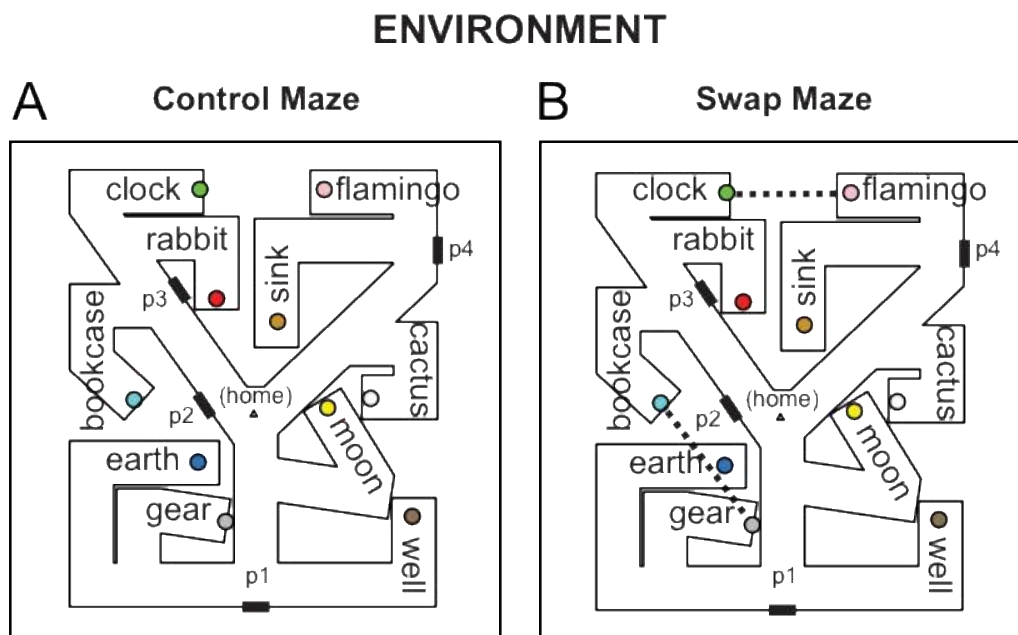 ENVIRONMENT
A
Control Maze
clock
flamingo
rabbit
p4
sink
p3
bookcase
cactus
(home)
p2
moon
earth
gear
well
p1
B
Swap Maze
clock
flamingo
rabbit
p4
sink
p3
bookcase
cactus
(home)
p2
moon
earth
gear
well
p1